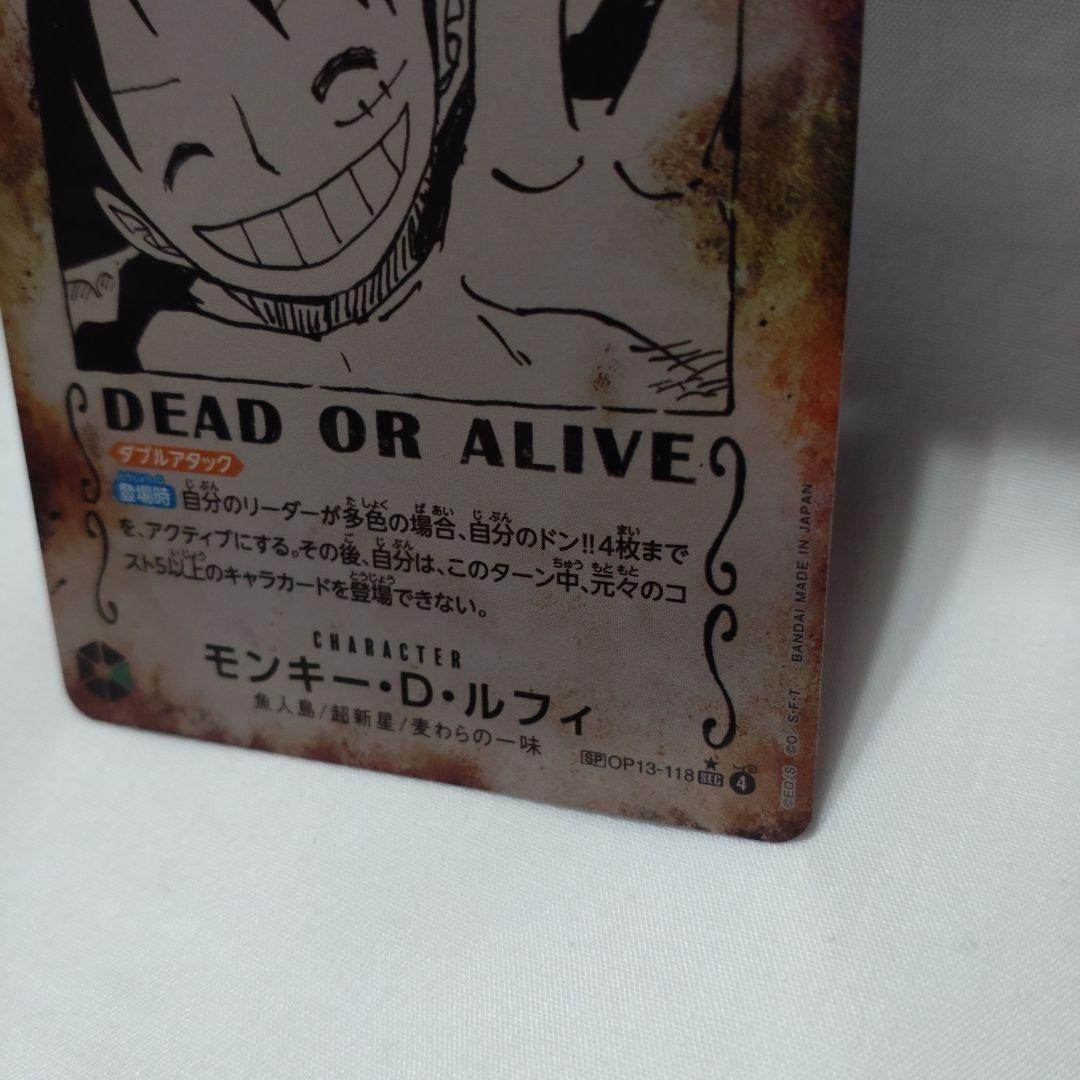 DEAD OR ALIVE
ダブルアタック
登場時 自分のリーダーが多色の場合、自分のドン!!4枚まで
を、アクティブにする。その後、自分は、このターン中、元々のコ
スト5以上のキャラカードを登場できない。
CHARACTER
モンキー・D・ルフィ
魚人島/超新星/麦わらの一味
SP OP13-118 SEC 4
©E.O./S ©O./S・F・T BANDAI MADE IN JAPAN